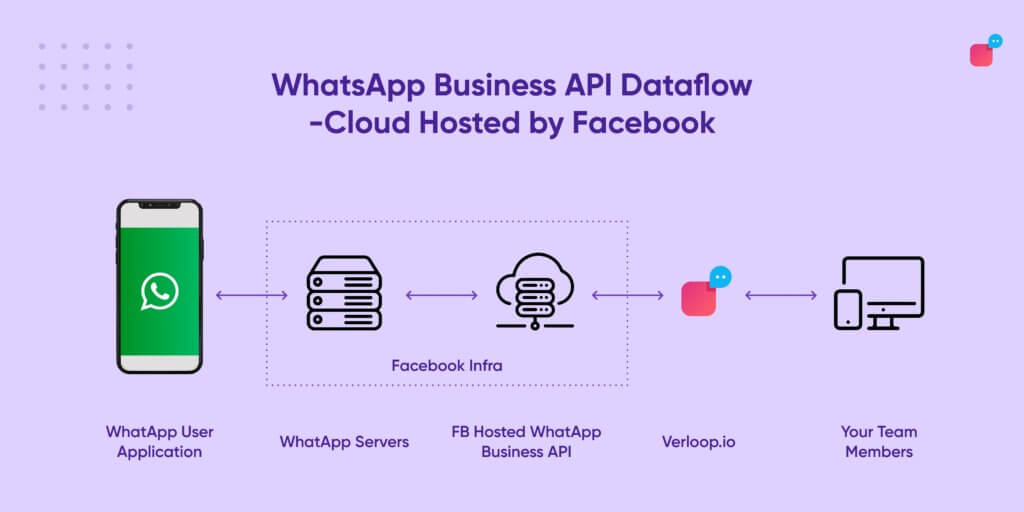 WhatsApp Business API Dataflow
-Cloud Hosted by Facebook
Facebook Infra
WhatApp User
Application
WhatApp Servers
FB Hosted WhatApp
Business API
Verloop.io
Your Team
Members